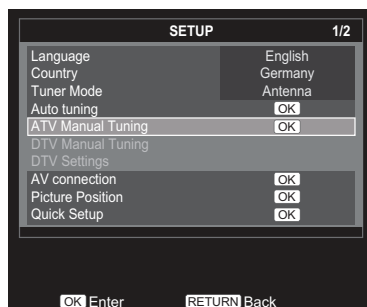 SETUP 1/2
Language English
Country Germany
Tuner Mode Antenna
Auto tuning OK
ATV Manual Tuning OK
DTV Manual Tuning
DTV Settings
AV connection OK
Picture Position OK
Quick Setup OK
OK Enter RETURN Back